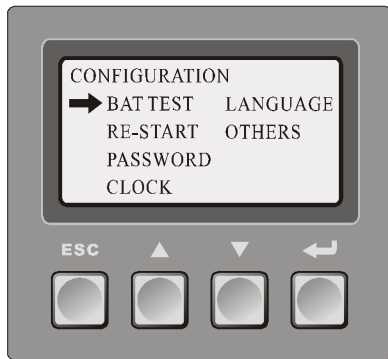 CONFIGURATION
BAT TEST LANGUAGE
RE-START OTHERS
PASSWORD
CLOCK
ESC